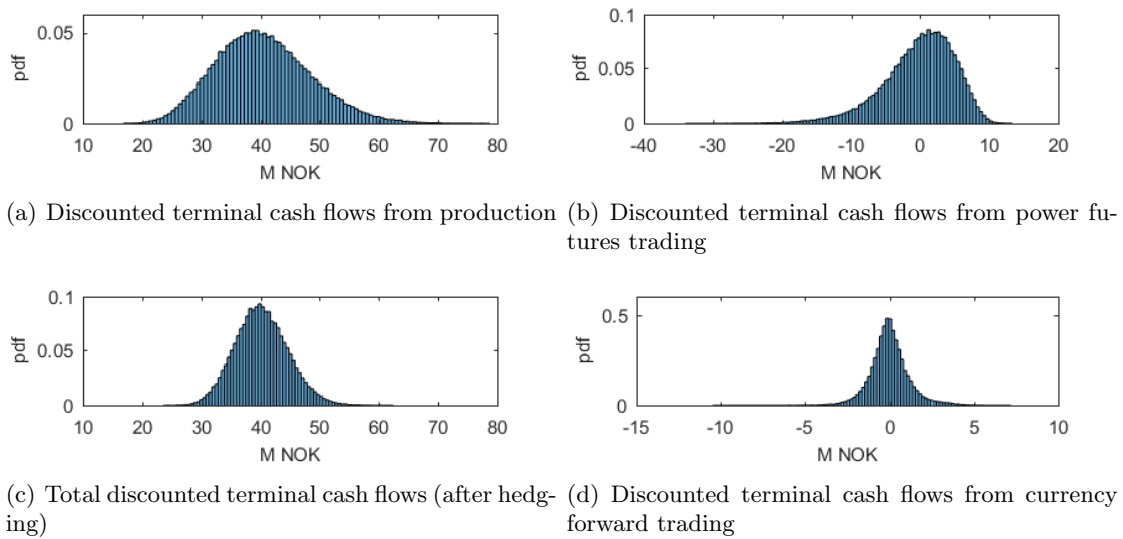 0.05
0
pdf
10 20 30 40 50 60 70 80
M NOK
(a) Discounted terminal cash flows from production
0.1
0.05
0
pdf
-40 -30 -20 -10 0 10 20
M NOK
(b) Discounted terminal cash flows from power fu-
tures trading
0.1
0.05
0
pdf
10 20 30 40 50 60 70 80
M NOK
(c) Total discounted terminal cash flows (after hedg-
ing)
0.5
0
pdf
-15 -10 -5 0 5 10
M NOK
(d) Discounted terminal cash flows from currency
forward trading